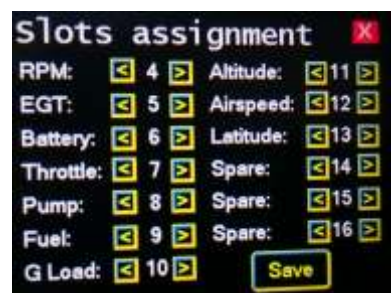 Slots assignment X
RPM: < 4 > Altitude: < 11 >
EGT: < 5 > Airspeed: < 12 >
Battery: < 6 > Latitude: < 13 >
Throttle: < 7 > Spare: < 14 >
Pump: < 8 > Spare: < 15 >
Fuel: < 9 > Spare: < 16 >
G Load: < 10 > Save